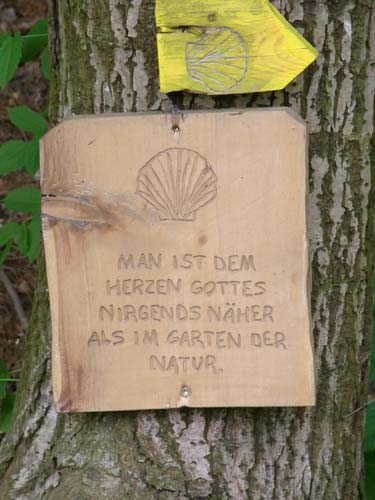 MAN IST DEM
HERZEN GOTTES
NIRGENDS NÄHER
ALS IM GARTEN DER
NATUR.